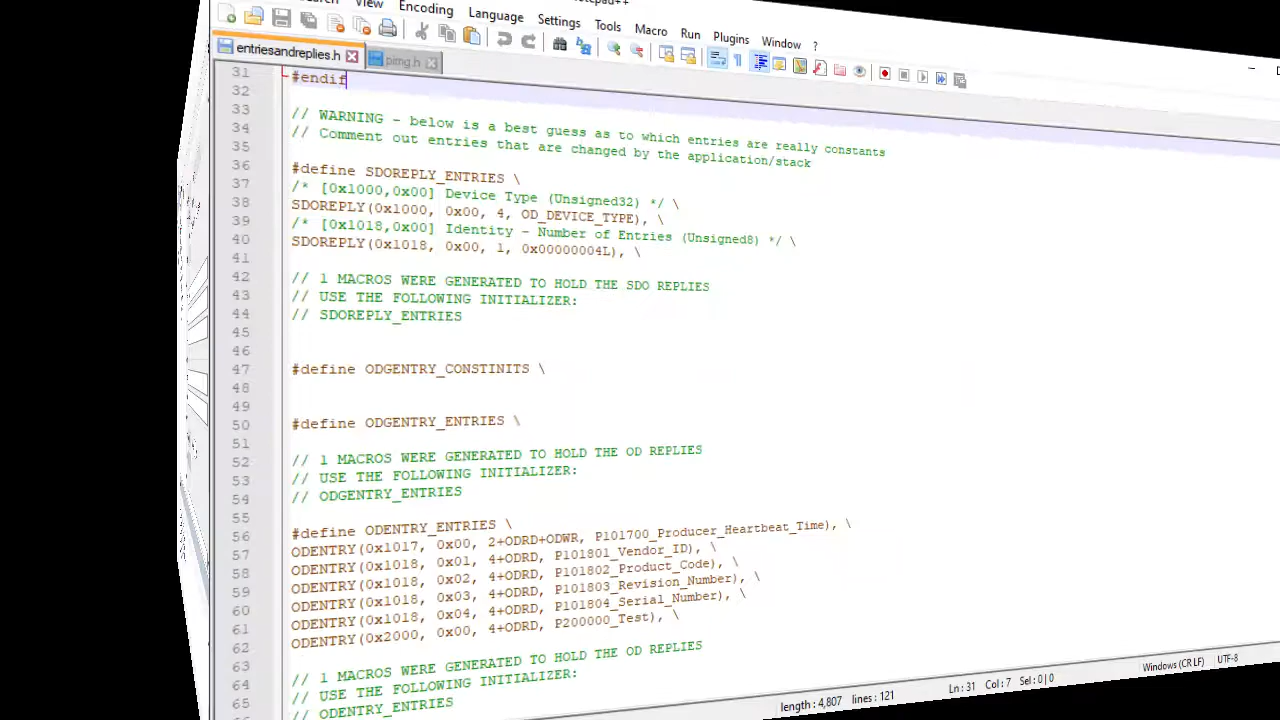 View Encoding Language Settings Tools Macro Run Plugins Window ?
entriesandreplies.h pimg.h
31 #endif
32
33 // WARNING - below is a best guess as to which entries are really constants
34 // Comment out entries that are changed by the application/stack
35
36 #define SDOREPLY_ENTRIES \
37 /* [0x1000,0x00] Device Type (Unsigned32) */ \
38 SDOREPLY(0x1000, 0x00, 4, OD_DEVICE_TYPE), \
39 /* [0x1018,0x00] Identity - Number of Entries (Unsigned8) */ \
40 SDOREPLY(0x1018, 0x00, 1, 0x00000004L), \
41
42 // 1 MACROS WERE GENERATED TO HOLD THE SDO REPLIES
43 // USE THE FOLLOWING INITIALIZER:
44 // SDOREPLY_ENTRIES
45
46
47 #define ODGENTRY_CONSTINITS \
48
49
50 #define ODGENTRY_ENTRIES \
51
52 // 1 MACROS WERE GENERATED TO HOLD THE OD REPLIES
53 // USE THE FOLLOWING INITIALIZER:
54 // ODGENTRY_ENTRIES
55
56 #define ODENTRY_ENTRIES \
57 ODENTRY(0x1017, 0x00, 2+ODRD+ODWR, P101700_Producer_Heartbeat_Time), \
58 ODENTRY(0x1018, 0x01, 4+ODRD, P101801_Vendor_ID), \
59 ODENTRY(0x1018, 0x02, 4+ODRD, P101802_Product_Code), \
60 ODENTRY(0x1018, 0x03, 4+ODRD, P101803_Revision_Number), \
61 ODENTRY(0x1018, 0x04, 4+ODRD, P101804_Serial_Number), \
62 ODENTRY(0x2000, 0x00, 4+ODRD, P200000_Test), \
63
64 // 1 MACROS WERE GENERATED TO HOLD THE OD REPLIES
65 // USE THE FOLLOWING INITIALIZER:
// ODENTRY_ENTRIES
length : 4,807 lines : 121 Ln : 31 Col : 7 Sel : 0 | 0 Windows (CR LF) UTF-8